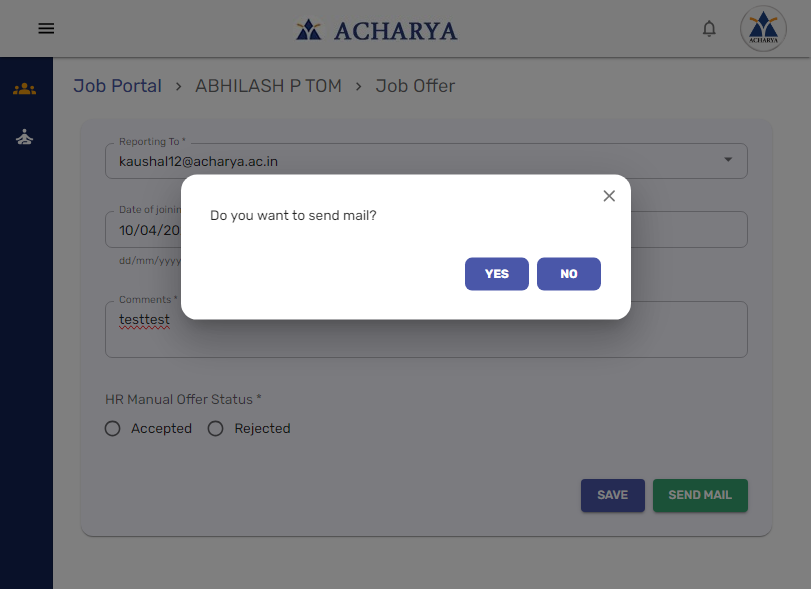 ACHARYA
ACHARYA
Job Portal › ABHILASH P TOM › Job Offer
Reporting To *
kaushal12@acharya.ac.in
Do you want to send mail?
YES NO
Date of joinin
10/04/20
dd/mm/yyyy
Comments *
testtest
HR Manual Offer Status *
Accepted Rejected
SAVE SEND MAIL